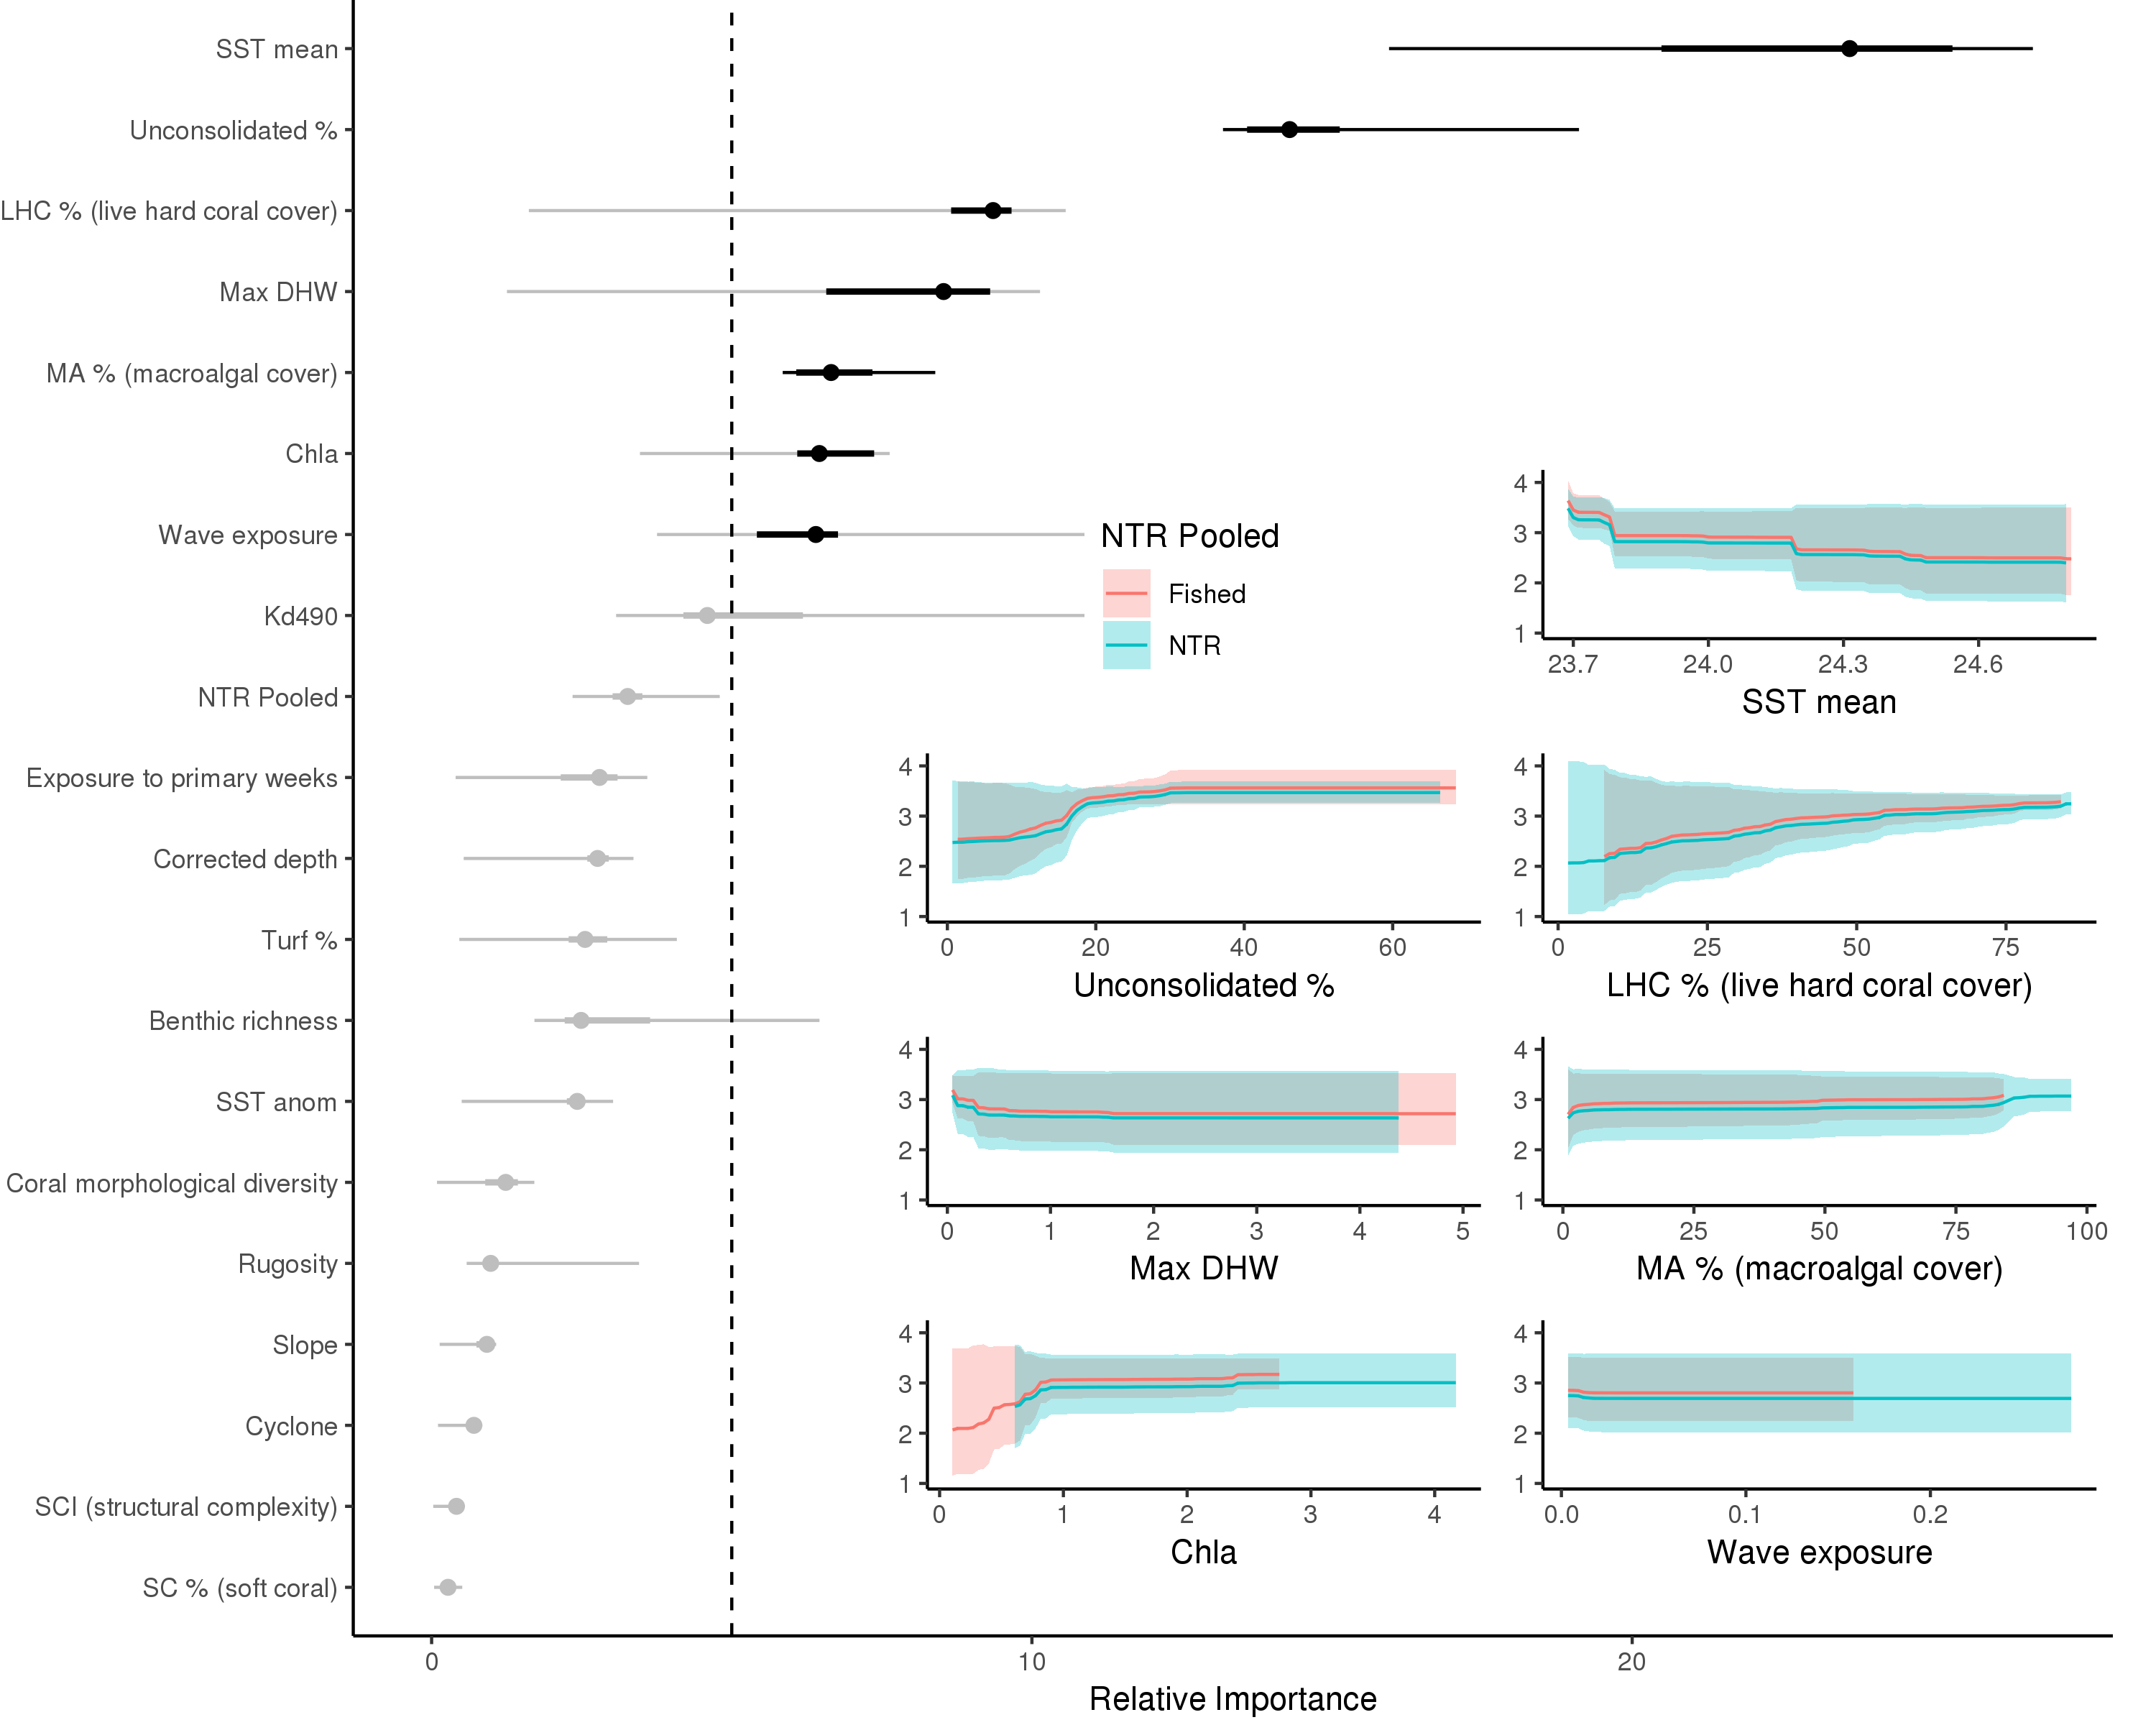 SST mean
Unconsolidated %
LHC % (live hard coral cover)
Max DHW
MA % (macroalgal cover)
Chla
Wave exposure
Kd490
NTR Pooled
Exposure to primary weeks
Corrected depth
Turf %
Benthic richness
SST anom
Coral morphological diversity
Rugosity
Slope
Cyclone
SCI (structural complexity)
SC % (soft coral)
0 10 20
Relative Importance
NTR Pooled
Fished
NTR
4
3
2
1
23.7 24.0 24.3 24.6
SST mean
4
3
2
1
0 20 40 60
Unconsolidated %
4
3
2
1
0 25 50 75
LHC % (live hard coral cover)
4
3
2
1
0 1 2 3 4 5
Max DHW
4
3
2
1
0 25 50 75 100
MA % (macroalgal cover)
4
3
2
1
0 1 2 3 4
Chla
4
3
2
1
0.0 0.1 0.2
Wave exposure